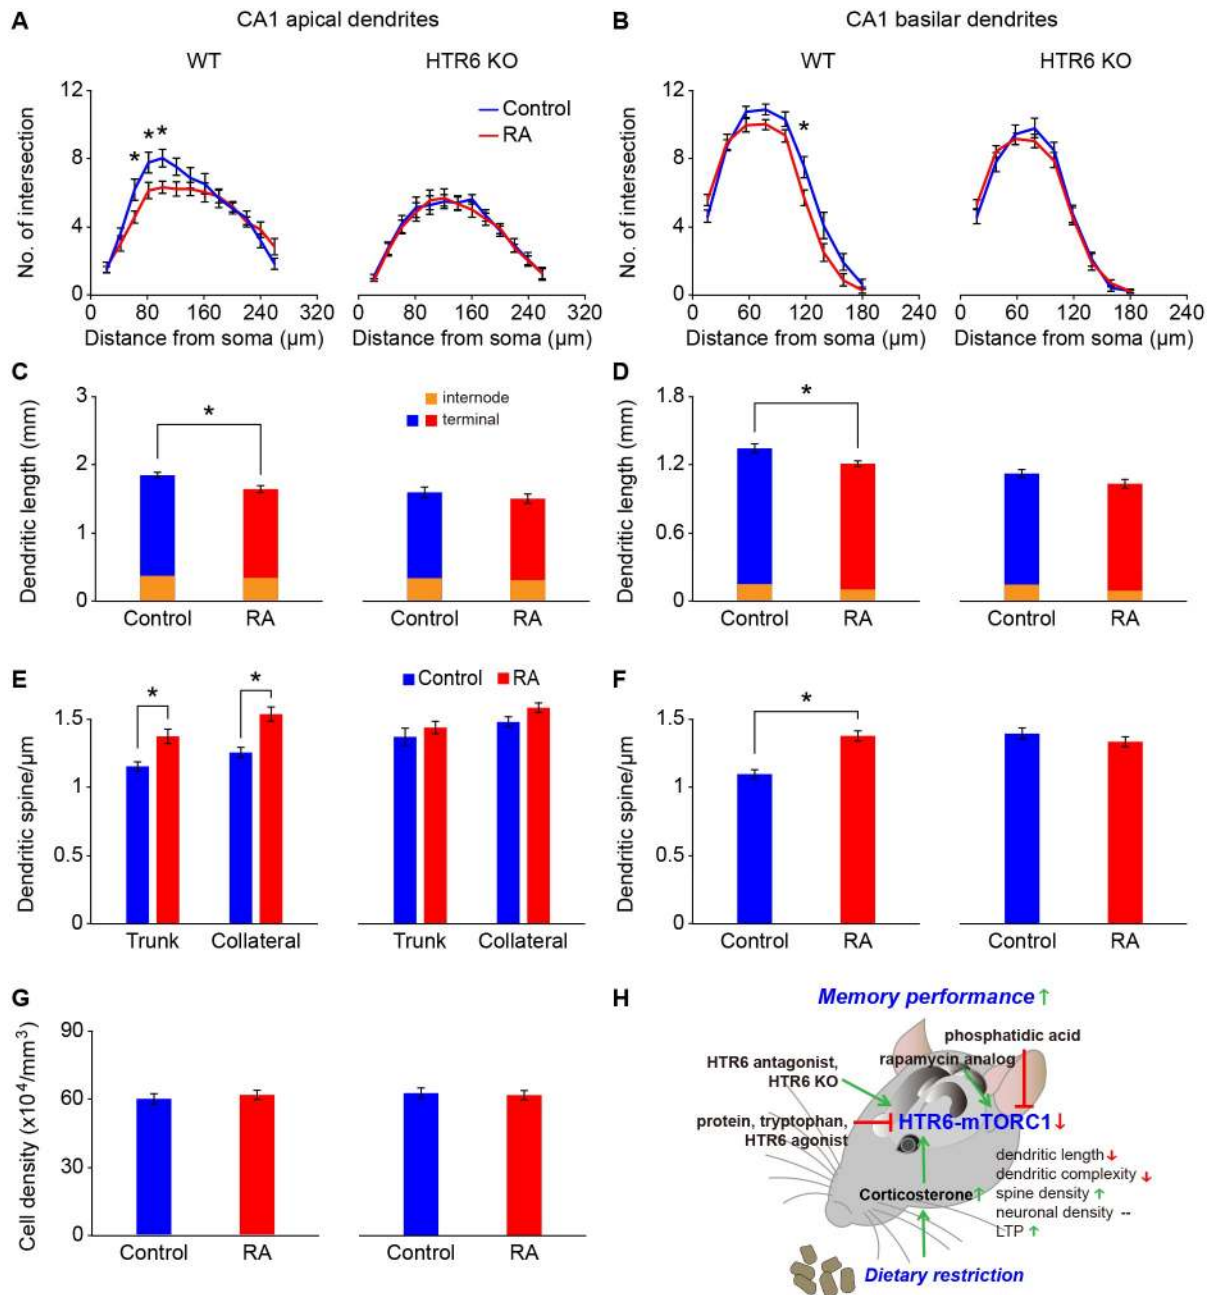 A CA1 apical dendrites
WT HTR6 KO
No. of intersection
12
8
4
0
* * *
Control
RA
0 80 160 240 320 0 80 160 240 320
Distance from soma (μm) Distance from soma (μm)
B CA1 basilar dendrites
WT HTR6 KO
No. of intersection
12
8
4
0
*
0 60 120 180 240 0 60 120 180 240
Distance from soma (μm) Distance from soma (μm)
C
Dendritic length (mm)
3
2
1
0
*
internode
terminal
Control RA Control RA
D
Dendritic length (mm)
1.8
1.2
0.6
0
*
Control RA Control RA
E
Dendritic spine/μm
1.5
1
0.5
0
* *
Control RA
Trunk Collateral Trunk Collateral
F
Dendritic spine/μm
1.5
1
0.5
0
*
Control RA Control RA
G
Cell density (x10⁴/mm³)
90
60
30
0
Control RA Control RA
H
Memory performance ↑
phosphatidic acid
rapamycin analog
HTR6 antagonist,
HTR6 KO
protein, tryptophan,
HTR6 agonist
HTR6-mTORC1 ↓
dendritic length ↓
dendritic complexity ↓
spine density ↑
neuronal density --
LTP ↑
Corticosterone ↑
Dietary restriction